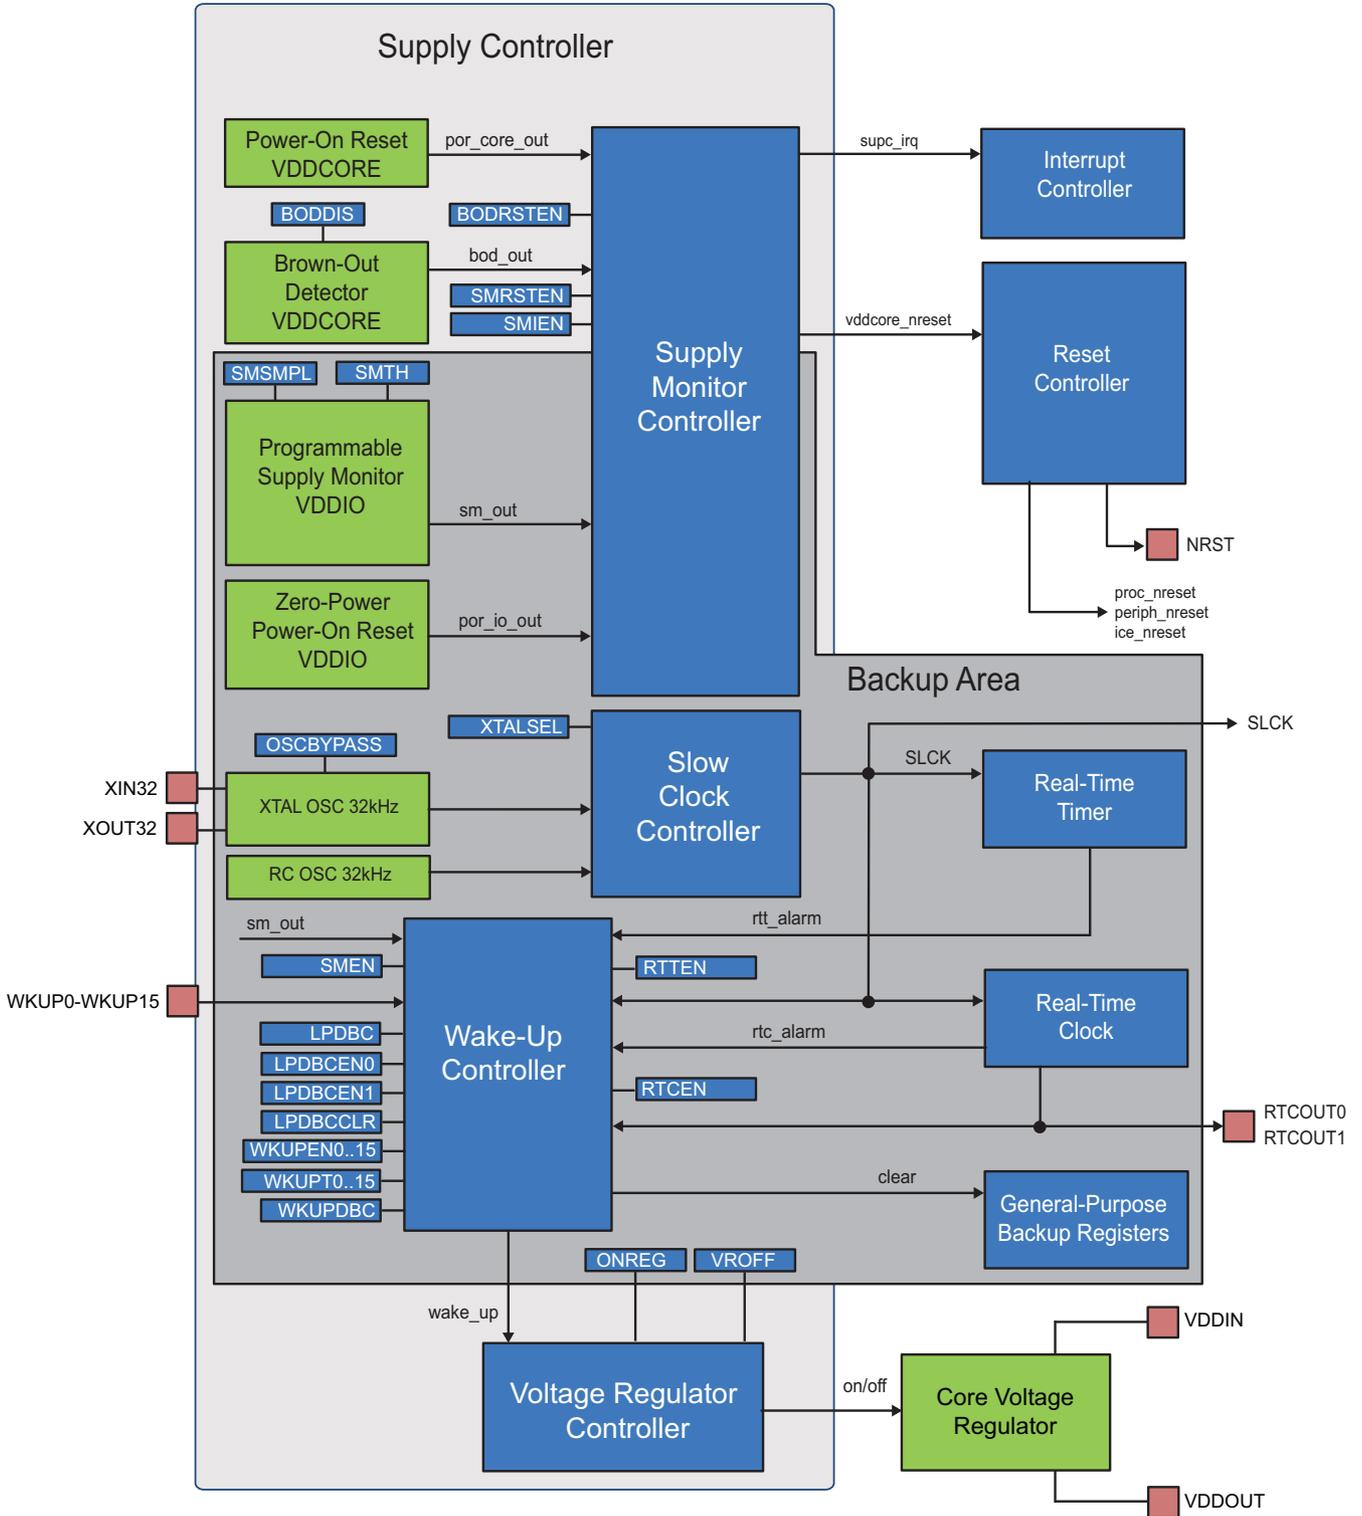 Supply Controller
Power-On Reset
VDDCORE
por_core_out
supc_irq
Interrupt
Controller
BODDIS
BODRSTEN
Brown-Out
Detector
VDDCORE
bod_out
SMRSTEN
SMIEN
vddcore_nreset
Reset
Controller
Supply
Monitor
Controller
SMSMPL
SMTH
Programmable
Supply Monitor
VDDIO
sm_out
NRST
Zero-Power
Power-On Reset
VDDIO
por_io_out
proc_nreset
periph_nreset
ice_nreset
Backup Area
XTALSEL
OSCBYPASS
Slow
Clock
Controller
SLCK
SLCK
Real-Time
Timer
XIN32
XOUT32
XTAL OSC 32kHz
RC OSC 32kHz
sm_out
rtt_alarm
SMEN
RTTEN
WKUP0-WKUP15
Wake-Up
Controller
Real-Time
Clock
rtc_alarm
LPDBC
LPDBCEN0
LPDBCEN1
LPDBCCLR
WKUPEN0..15
WKUPT0..15
WKUPDBC
RTCEN
RTCOUT0
RTCOUT1
clear
General-Purpose
Backup Registers
ONREG
VROFF
wake_up
Voltage Regulator
Controller
on/off
Core Voltage
Regulator
VDDIN
VDDOUT